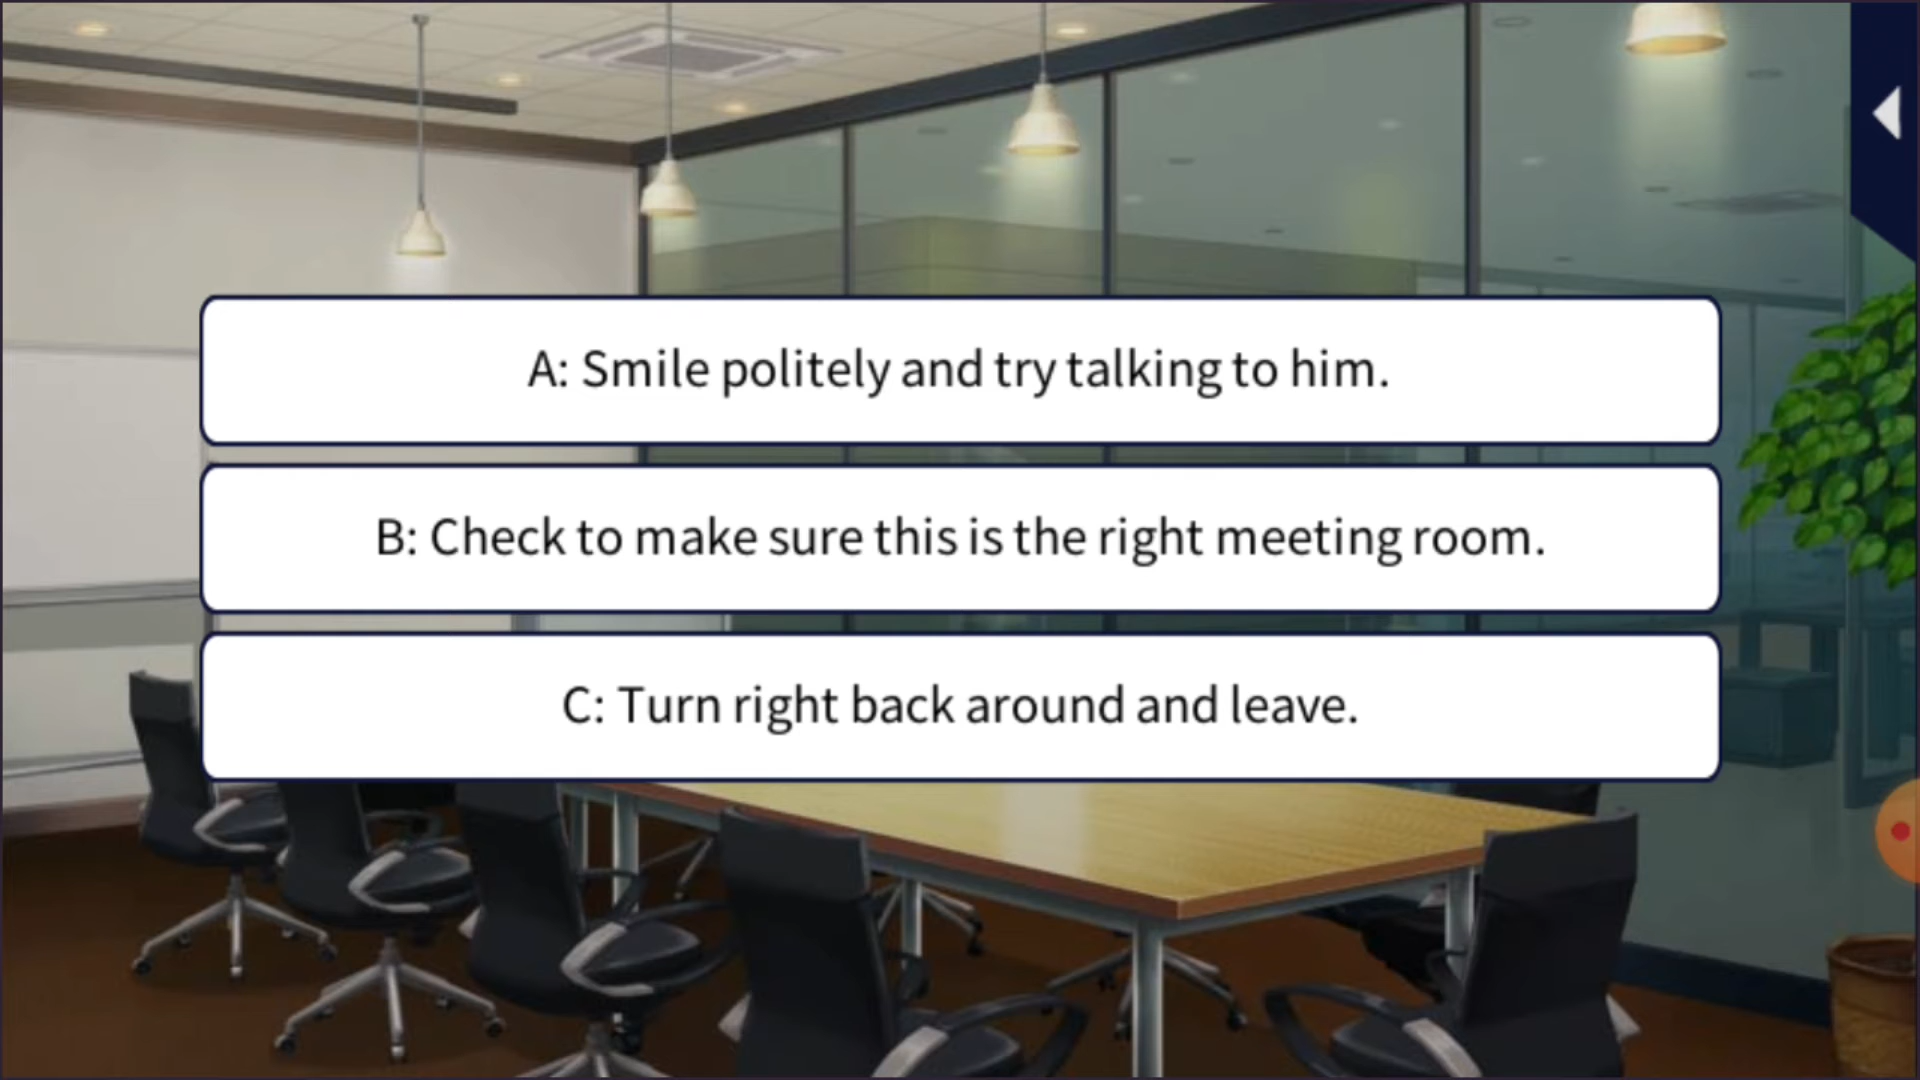 A: Smile politely and try talking to him.
B: Check to make sure this is the right meeting room.
C: Turn right back around and leave.